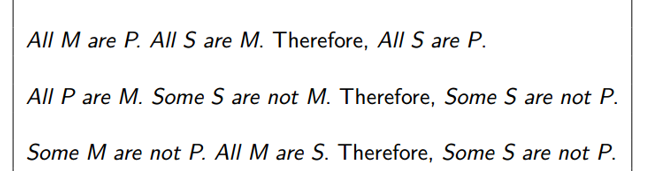 All M are P. All S are M. Therefore, All S are P.
All P are M. Some S are not M. Therefore, Some S are not P.
Some M are not P. All M are S. Therefore, Some S are not P.